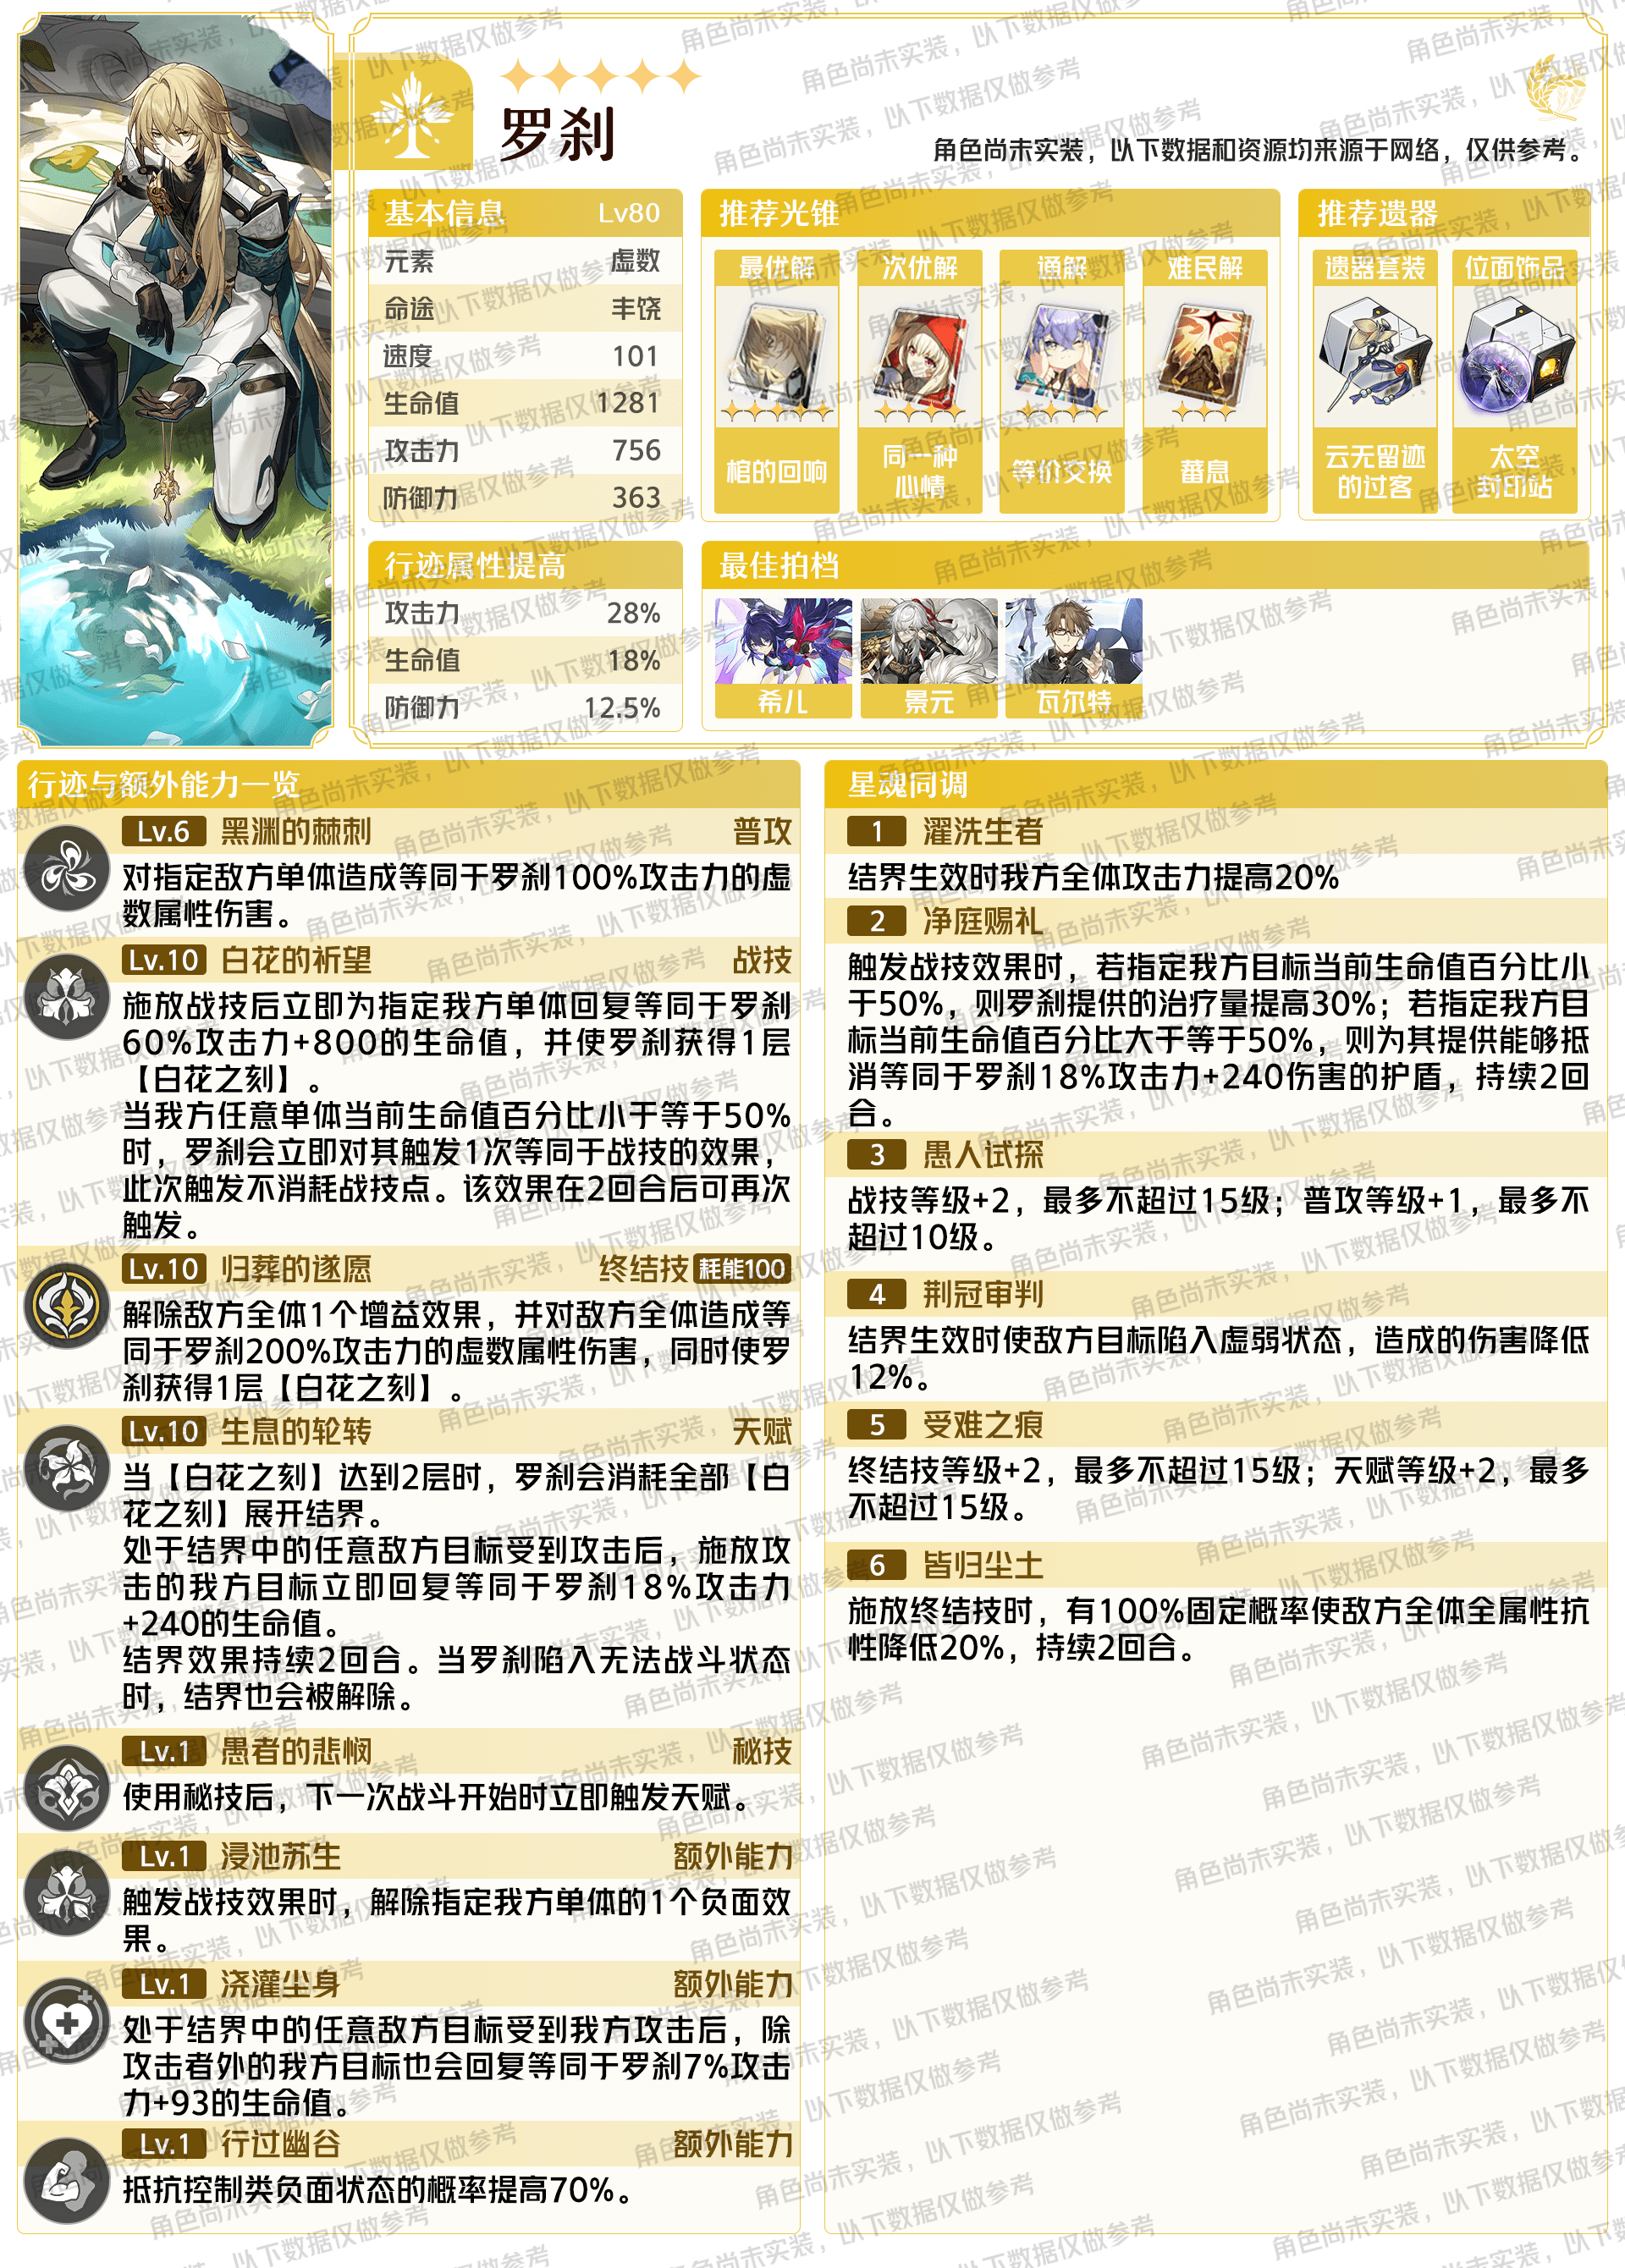 罗刹
角色尚未实装，以下数据和资源均来源于网络，仅供参考。
基本信息 Lv80
元素 虚数
命途 丰饶
速度 101
生命值 1281
攻击力 756
防御力 363
推荐光锥
最优解 次优解 通解 难民解
棺的回响 同一种 等价交换 蕃息
心情
推荐遗器
遗器套装 位面饰品
云无留迹 太空
的过客 封印站
行迹属性提高
攻击力 28%
生命值 18%
防御力 12.5%
最佳拍档
希儿 景元 瓦尔特
行迹与额外能力一览
Lv.6 黑渊的棘刺 普攻
对指定敌方单体造成等同于罗刹100%攻击力的虚
数属性伤害。
Lv.10 白花的祈望 战技
施放战技后立即为指定我方单体回复等同于罗刹
60%攻击力+800的生命值，并使罗刹获得1层
【白花之刻】。
当我方任意单体当前生命值百分比小于等于50%
时，罗刹会立即对其触发1次等同于战技的效果，
此次触发不消耗战技点。该效果在2回合后可再次
触发。
Lv.10 归葬的遂愿 终结技 耗能100
解除敌方全体1个增益效果，并对敌方全体造成等
同于罗刹200%攻击力的虚数属性伤害，同时使罗
刹获得1层【白花之刻】。
Lv.10 生息的轮转 天赋
当【白花之刻】达到2层时，罗刹会消耗全部【白
花之刻】展开结界。
处于结界中的任意敌方目标受到攻击后，施放攻
击的我方目标立即回复等同于罗刹18%攻击力
+240的生命值。
结界效果持续2回合。当罗刹陷入无法战斗状态
时，结界也会被解除。
Lv.1 愚者的悲悯 秘技
使用秘技后，下一次战斗开始时立即触发天赋。
Lv.1 浸池苏生 额外能力
触发战技效果时，解除指定我方单体的1个负面效
果。
Lv.1 浇灌尘身 额外能力
处于结界中的任意敌方目标受到我方攻击后，除
攻击者外的我方目标也会回复等同于罗刹7%攻击
力+93的生命值。
Lv.1 行过幽谷 额外能力
抵抗控制类负面状态的概率提高70%。
星魂同调
1 濯洗生者
结界生效时我方全体攻击力提高20%
2 净庭赐礼
触发战技效果时，若指定我方目标当前生命值百分比小
于50%，则罗刹提供的治疗量提高30%；若指定我方目
标当前生命值百分比大于等于50%，则为其提供能够抵
消等同于罗刹18%攻击力+240伤害的护盾，持续2回
合。
3 愚人试探
战技等级+2，最多不超过15级；普攻等级+1，最多不
超过10级。
4 荆冠审判
结界生效时使敌方目标陷入虚弱状态，造成的伤害降低
12%。
5 受难之痕
终结技等级+2，最多不超过15级；天赋等级+2，最多
不超过15级。
6 皆归尘土
施放终结技时，有100%固定概率使敌方全体全属性抗
性降低20%，持续2回合。
角色尚未实装，以下数据仅做参考